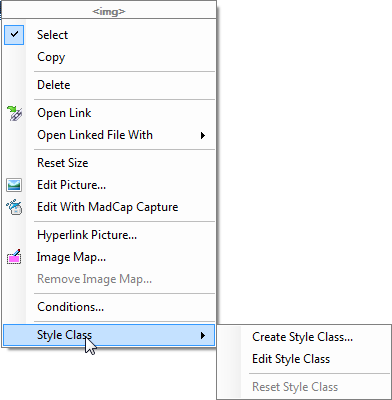 <img>
Select
Copy
Delete
Open Link
Open Linked File With
Reset Size
Edit Picture...
Edit With MadCap Capture
Hyperlink Picture...
Image Map...
Remove Image Map...
Conditions...
Style Class
Create Style Class...
Edit Style Class
Reset Style Class